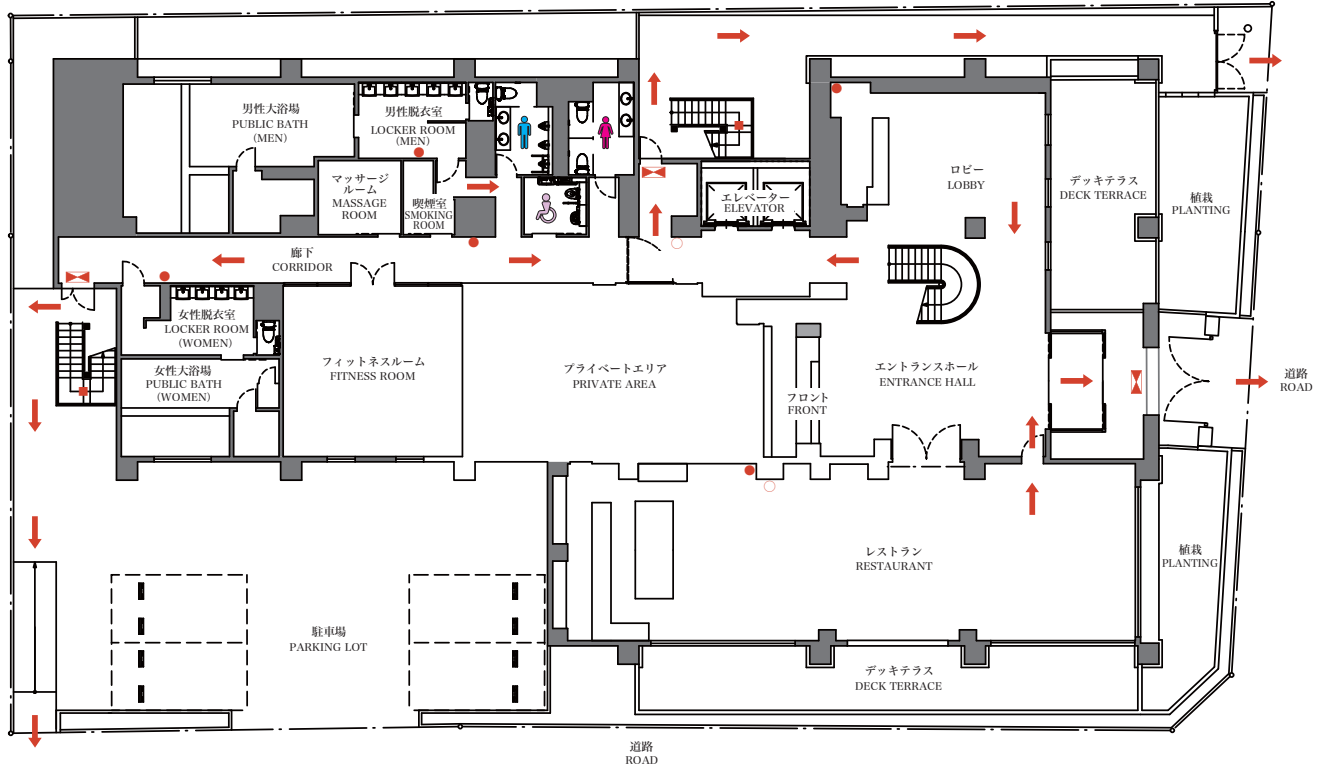 男性大浴場
PUBLIC BATH
(MEN)
男性脱衣室
LOCKER ROOM
(MEN)
マッサージ
ルーム
MASSAGE
ROOM
喫煙室
SMOKING
ROOM
エレベーター
ELEVATOR
ロビー
LOBBY
デッキテラス
DECK TERRACE
植栽
PLANTING
廊下
CORRIDOR
女性脱衣室
LOCKER ROOM
(WOMEN)
女性大浴場
PUBLIC BATH
(WOMEN)
フィットネスルーム
FITNESS ROOM
プライベートエリア
PRIVATE AREA
フロント
FRONT
エントランスホール
ENTRANCE HALL
道路
ROAD
レストラン
RESTAURANT
植栽
PLANTING
駐車場
PARKING LOT
デッキテラス
DECK TERRACE
道路
ROAD